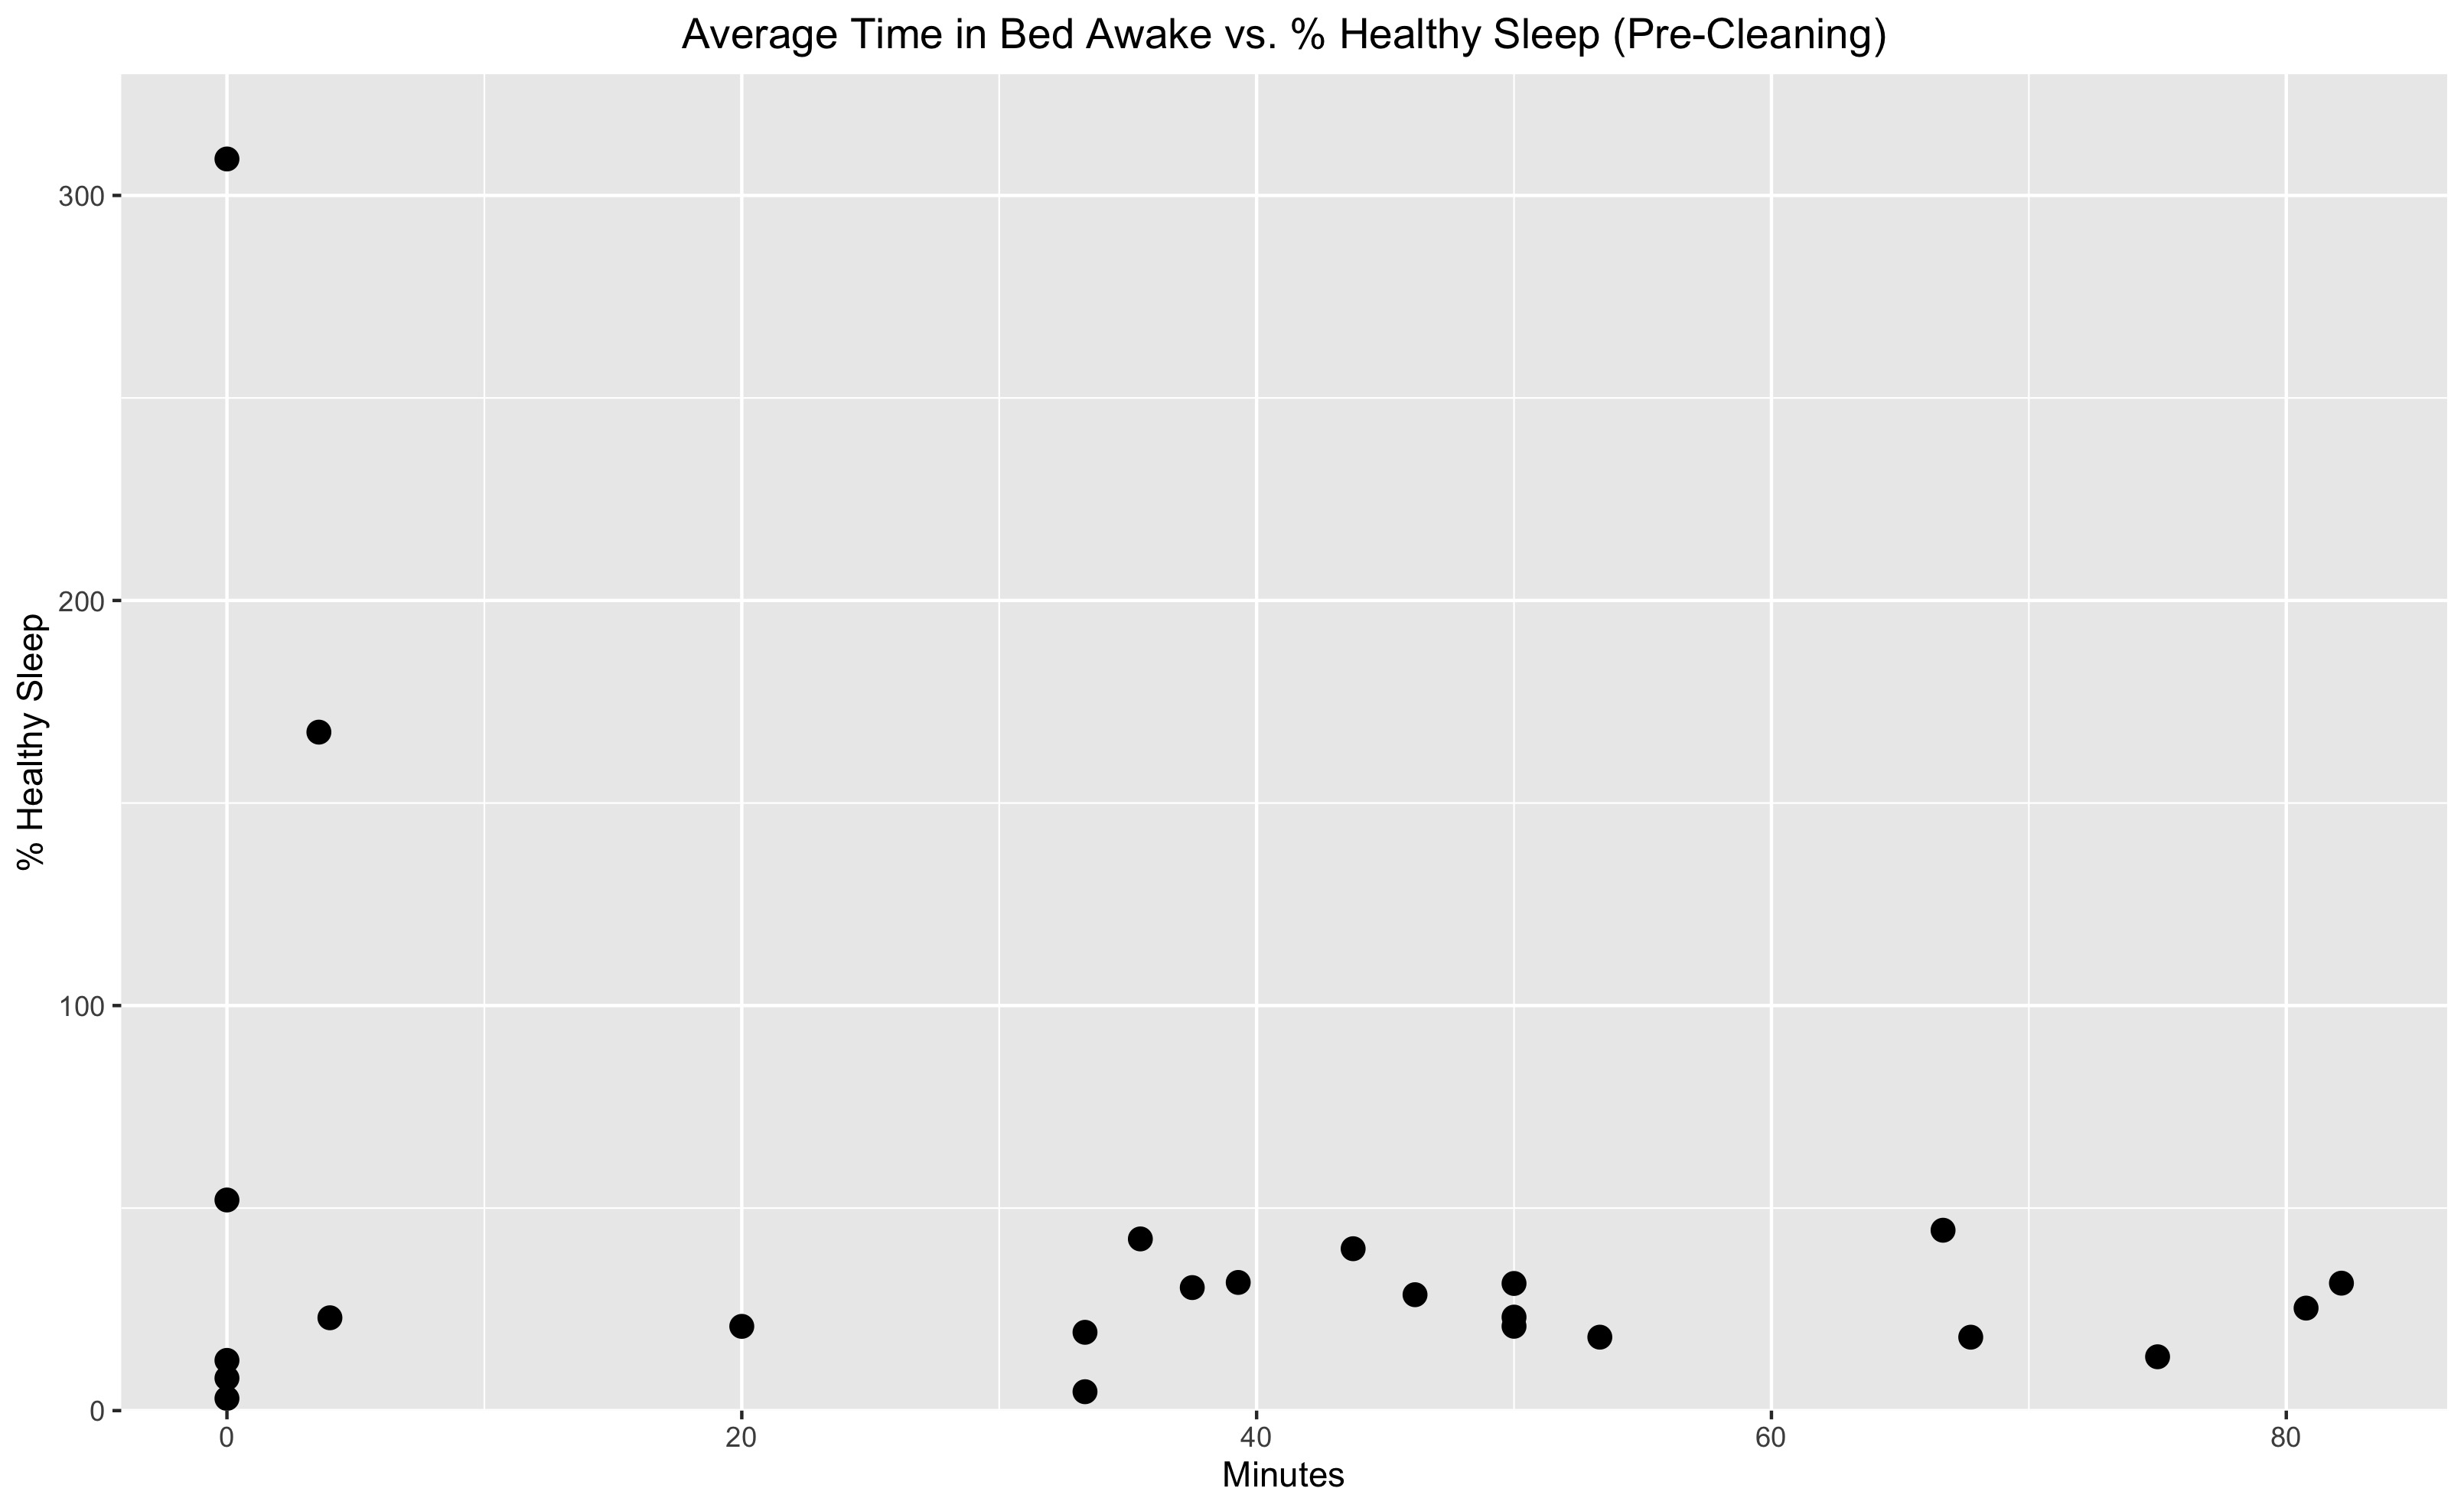 Average Time in Bed Awake vs. % Healthy Sleep (Pre-Cleaning)
% Healthy Sleep
300
200
100
0
0 20 40 60 80
Minutes